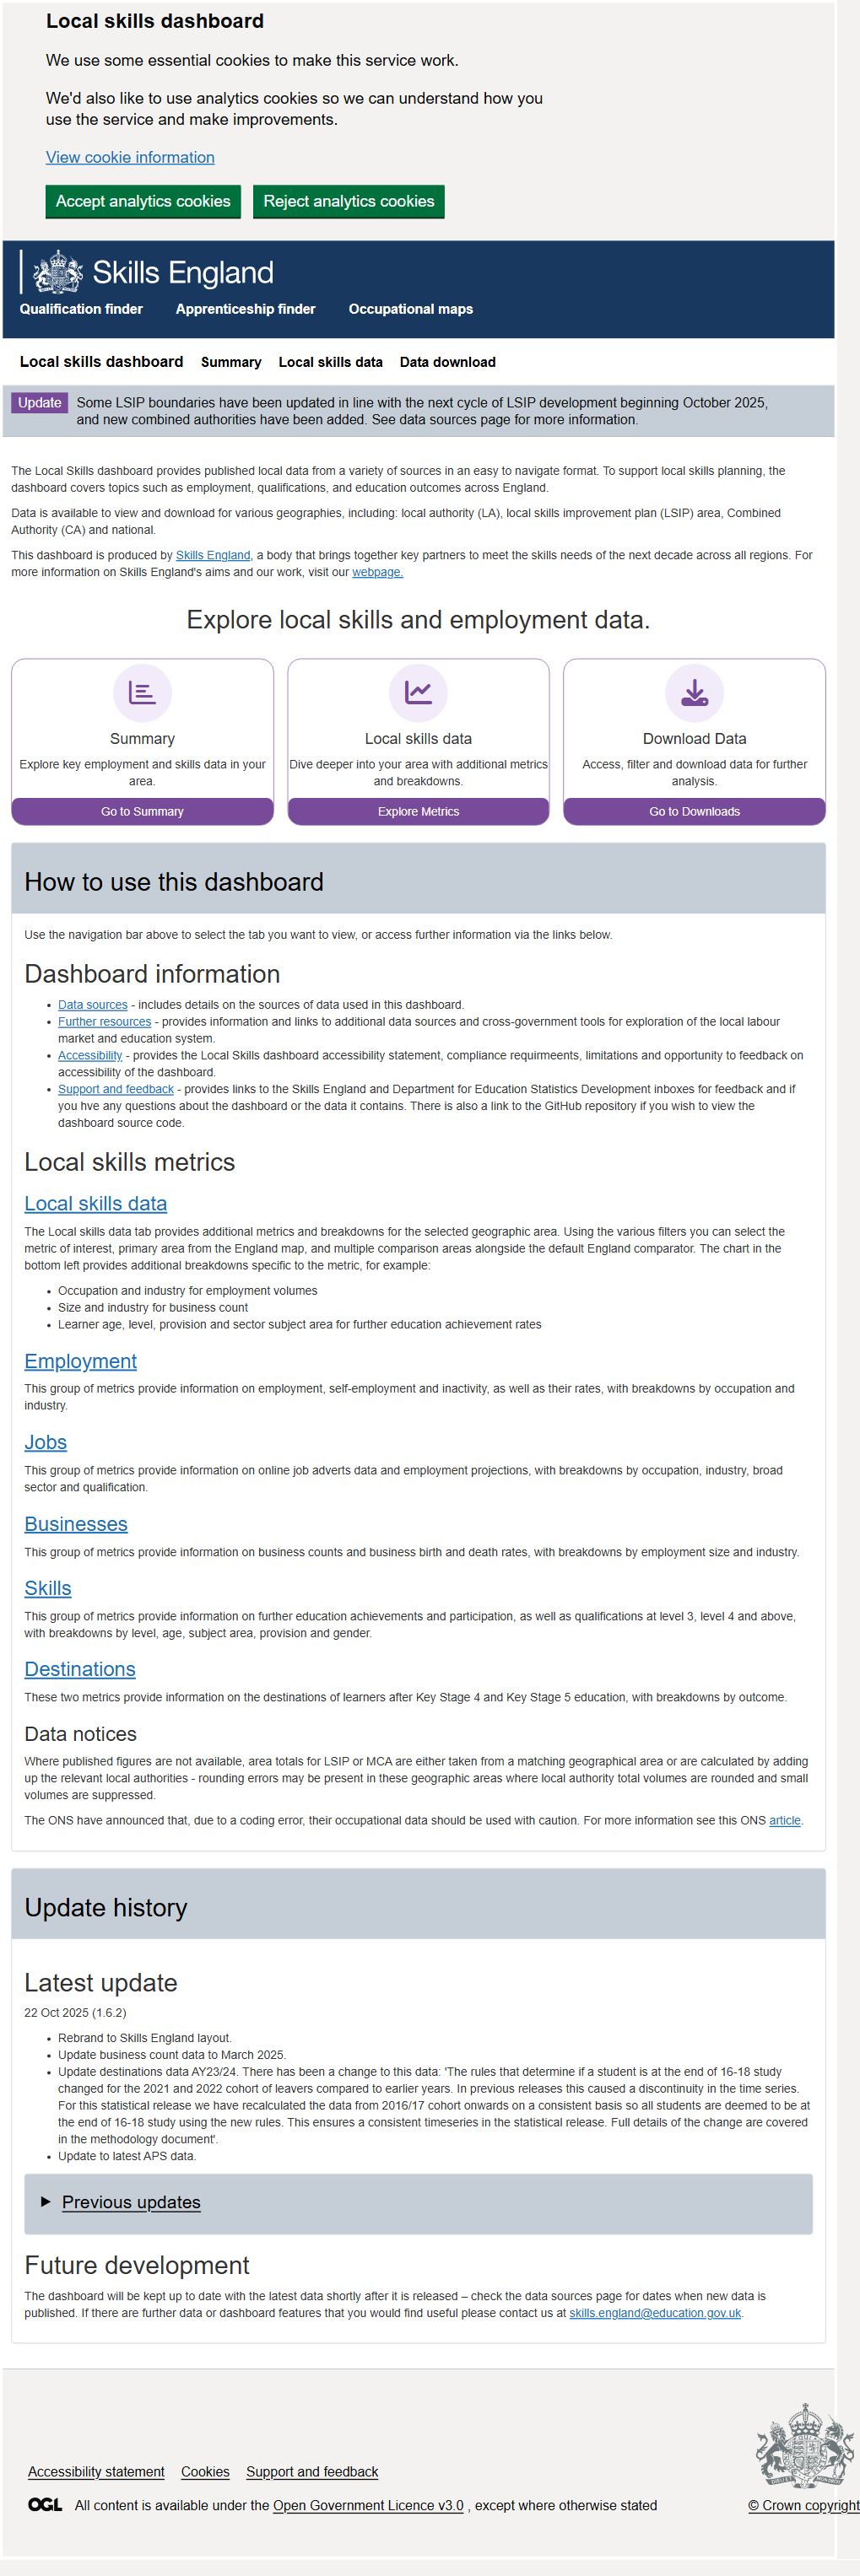 Local skills dashboard
We use some essential cookies to make this service work.
We'd also like to use analytics cookies so we can understand how you
use the service and make improvements.
View cookie information
Accept analytics cookies Reject analytics cookies
Skills England
Qualification finder Apprenticeship finder Occupational maps
Local skills dashboard Summary Local skills data Data download
Update Some LSIP boundaries have been updated in line with the next cycle of LSIP development beginning October 2025,
and new combined authorities have been added. See data sources page for more information.
The Local Skills dashboard provides published local data from a variety of sources in an easy to navigate format. To support local skills planning, the
dashboard covers topics such as employment, qualifications, and education outcomes across England.
Data is available to view and download for various geographies, including: local authority (LA), local skills improvement plan (LSIP) area, Combined
Authority (CA) and national.
This dashboard is produced by Skills England, a body that brings together key partners to meet the skills needs of the next decade across all regions. For
more information on Skills England's aims and our work, visit our webpage.
Explore local skills and employment data.
Summary
Explore key employment and skills data in your
area.
Go to Summary
Local skills data
Dive deeper into your area with additional metrics
and breakdowns.
Explore Metrics
Download Data
Access, filter and download data for further
analysis.
Go to Downloads
How to use this dashboard
Use the navigation bar above to select the tab you want to view, or access further information via the links below.
Dashboard information
• Data sources - includes details on the sources of data used in this dashboard.
• Further resources - provides information and links to additional data sources and cross-government tools for exploration of the local labour
market and education system.
• Accessibility - provides the Local Skills dashboard accessibility statement, compliance requirmeents, limitations and opportunity to feedback on
accessibility of the dashboard.
• Support and feedback - provides links to the Skills England and Department for Education Statistics Development inboxes for feedback and if
you hve any questions about the dashboard or the data it contains. There is also a link to the GitHub repository if you wish to view the
dashboard source code.
Local skills metrics
Local skills data
The Local skills data tab provides additional metrics and breakdowns for the selected geographic area. Using the various filters you can select the
metric of interest, primary area from the England map, and multiple comparison areas alongside the default England comparator. The chart in the
bottom left provides additional breakdowns specific to the metric, for example:
• Occupation and industry for employment volumes
• Size and industry for business count
• Learner age, level, provision and sector subject area for further education achievement rates
Employment
This group of metrics provide information on employment, self-employment and inactivity, as well as their rates, with breakdowns by occupation and
industry.
Jobs
This group of metrics provide information on online job adverts data and employment projections, with breakdowns by occupation, industry, broad
sector and qualification.
Businesses
This group of metrics provide information on business counts and business birth and death rates, with breakdowns by employment size and industry.
Skills
This group of metrics provide information on further education achievements and participation, as well as qualifications at level 3, level 4 and above,
with breakdowns by level, age, subject area, provision and gender.
Destinations
These two metrics provide information on the destinations of learners after Key Stage 4 and Key Stage 5 education, with breakdowns by outcome.
Data notices
Where published figures are not available, area totals for LSIP or MCA are either taken from a matching geographical area or are calculated by adding
up the relevant local authorities - rounding errors may be present in these geographic areas where local authority total volumes are rounded and small
volumes are suppressed.
The ONS have announced that, due to a coding error, their occupational data should be used with caution. For more information see this ONS article.
Update history
Latest update
22 Oct 2025 (1.6.2)
• Rebrand to Skills England layout.
• Update business count data to March 2025.
• Update destinations data AY23/24. There has been a change to this data: 'The rules that determine if a student is at the end of 16-18 study
changed for the 2021 and 2022 cohort of leavers compared to earlier years. In previous releases this caused a discontinuity in the time series.
For this statistical release we have recalculated the data from 2016/17 cohort onwards on a consistent basis so all students are deemed to be at
the end of 16-18 study using the new rules. This ensures a consistent timeseries in the statistical release. Full details of the change are covered
in the methodology document'.
• Update to latest APS data.
Previous updates
Future development
The dashboard will be kept up to date with the latest data shortly after it is released – check the data sources page for dates when new data is
published. If there are further data or dashboard features that you would find useful please contact us at skills.england@education.gov.uk.
Accessibility statement Cookies Support and feedback
OGL All content is available under the Open Government Licence v3.0 , except where otherwise stated
© Crown copyright